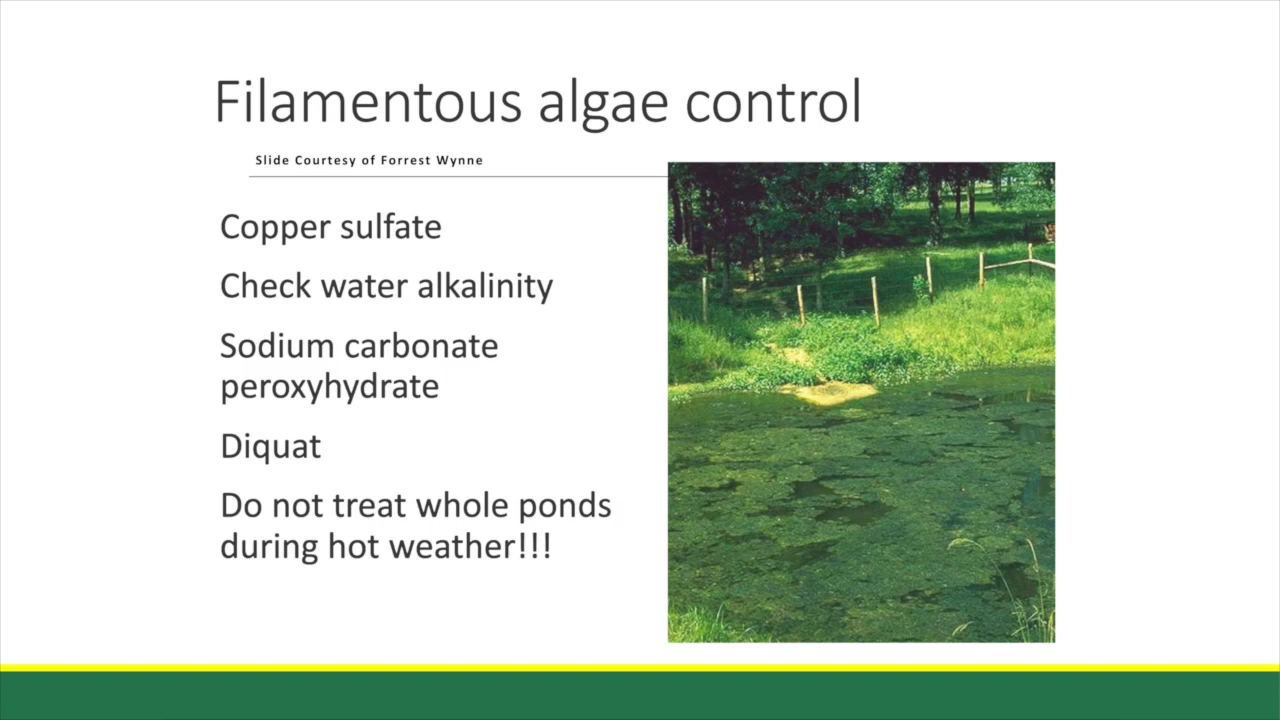 Filamentous algae control
Slide Courtesy of Forrest Wynne
Copper sulfate
Check water alkalinity
Sodium carbonate
peroxyhydrate
Diquat
Do not treat whole ponds
during hot weather!!!